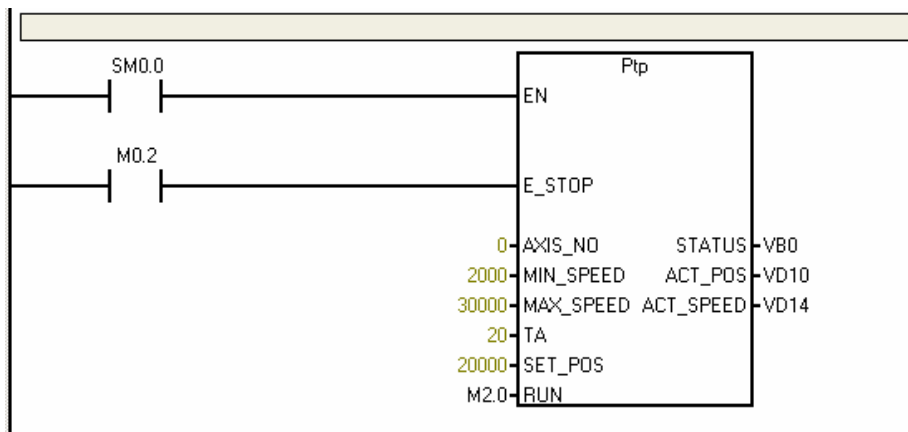 SM0.0
Ptp
EN
M0.2
E_STOP
0 AXIS_NO STATUS VB0
2000 MIN_SPEED ACT_POS VD10
30000 MAX_SPEED ACT_SPEED VD14
20 TA
20000 SET_POS
M2.0 RUN